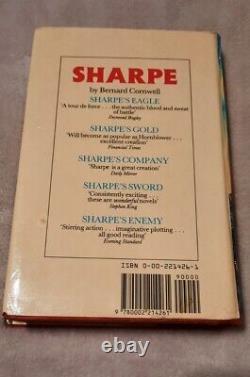 SHARPE
by Bernard Cornwell
SHARPE'S EAGLE
'A tour de force ... the authentic blood and sweat
of battle'
Desmond Bagley
SHARPE'S GOLD
'Will become as popular as Hornblower ...
excellent creation'
Financial Times
SHARPE'S COMPANY
'Sharpe is a great creation'
Daily Mirror
SHARPE'S SWORD
'Consistently exciting ...
these are wonderful novels'
Stephen King
SHARPE'S ENEMY
'Stirring action ... imaginative plotting ...
all good reading'
Evening Standard
ISBN 0-00-221426-1
90000
9780002214261